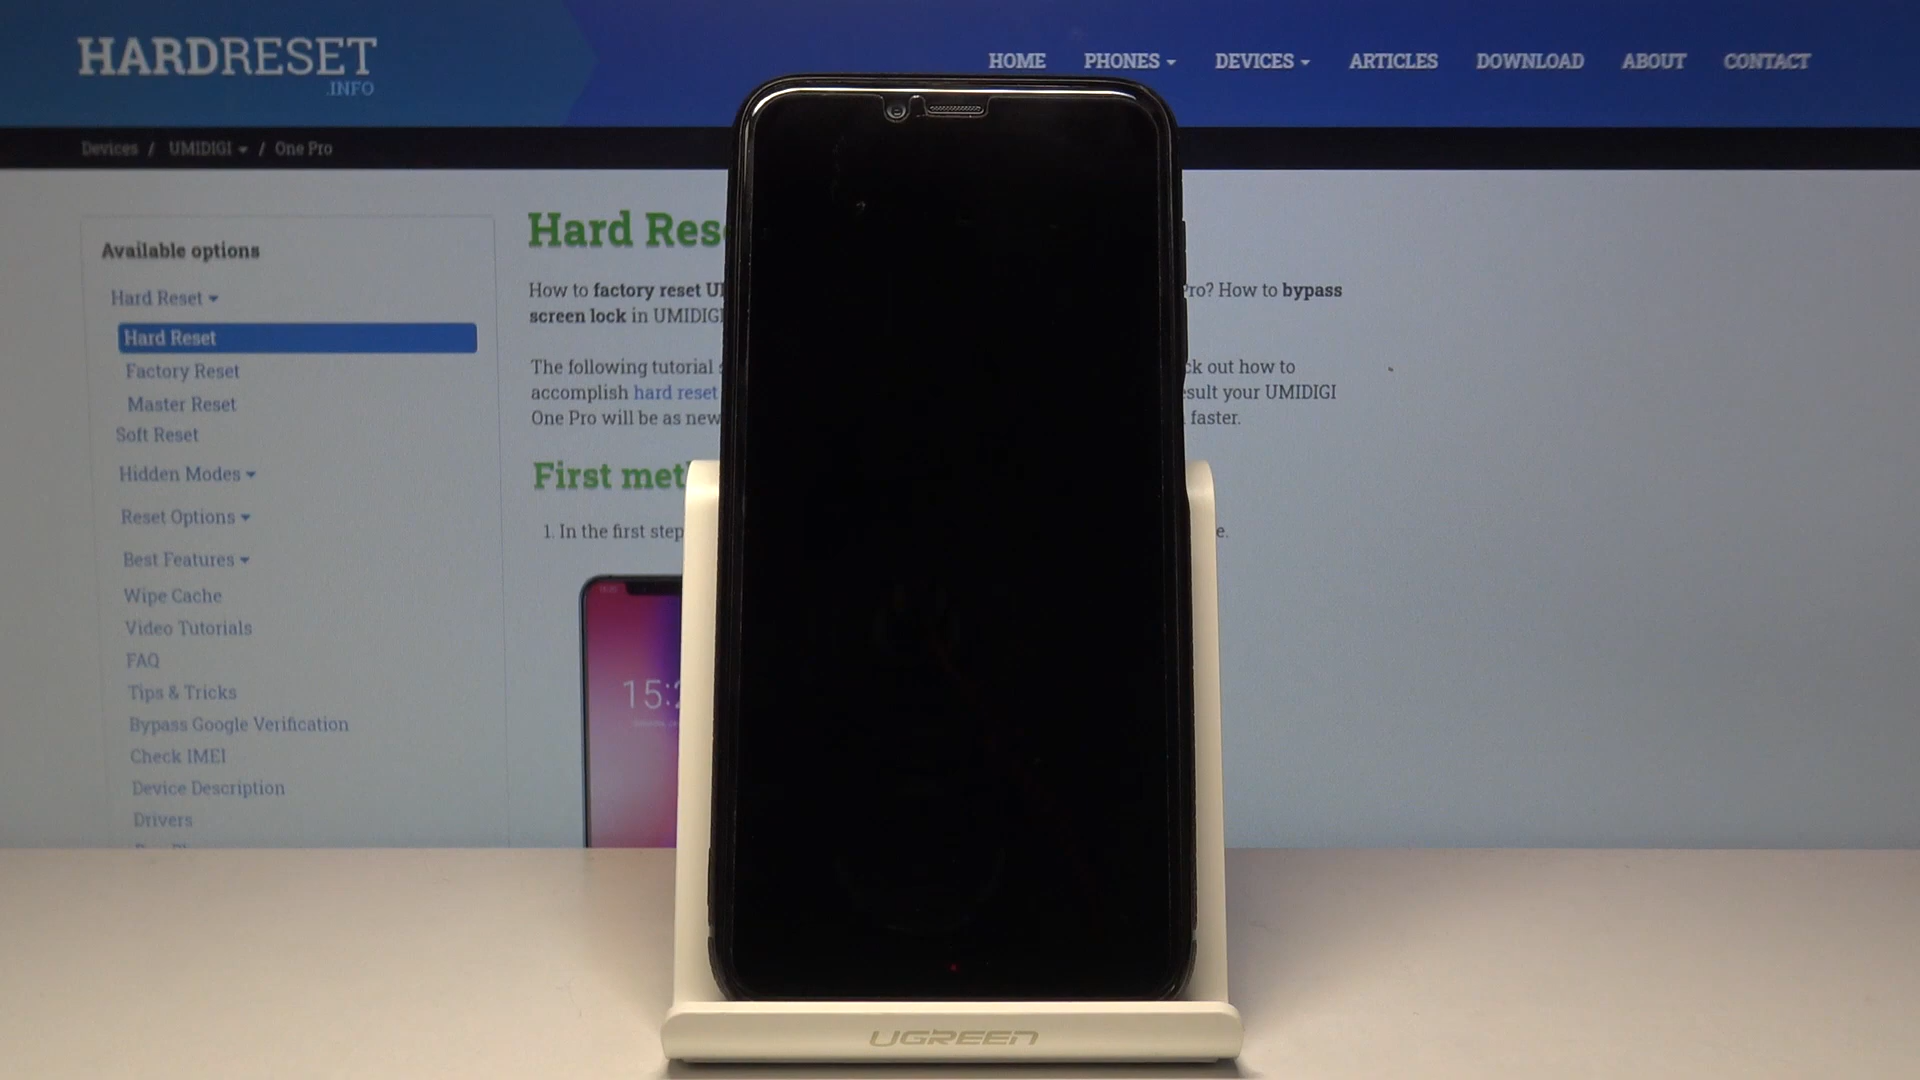 HARDRESET
.INFO
HOME PHONES DEVICES ARTICLES DOWNLOAD ABOUT CONTACT
Devices / UMIDIGI / One Pro
Available options
Hard Reset
Hard Reset
Factory Reset
Master Reset
Soft Reset
Hidden Modes
Reset Options
Best Features
Wipe Cache
Video Tutorials
FAQ
Tips & Tricks
Bypass Google Verification
Check IMEI
Device Description
Drivers
Hard Res
How to factory reset U ro? How to bypass
screen lock in UMIDIGI
The following tutorial ck out how to
accomplish hard reset sult your UMIDIGI
One Pro will be as new faster.
First met
1. In the first step e.
15:2
UGREEN